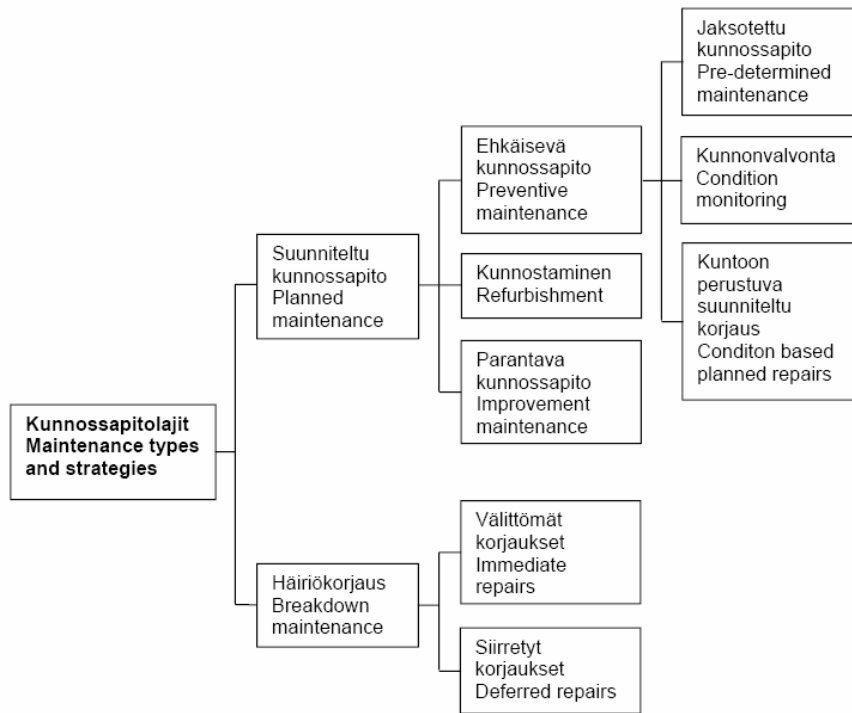 Kunnossapitolajit
Maintenance types
and strategies
Suunniteltu
kunnossapito
Planned
maintenance
Ehkäisevä
kunnossapito
Preventive
maintenance
Jaksotettu
kunnossapito
Pre-determined
maintenance
Kunnonvalvonta
Condition
monitoring
Kuntoon
perustuva
suunniteltu
korjaus
Conditon based
planned repairs
Kunnostaminen
Refurbishment
Parantava
kunnossapito
Improvement
maintenance
Häiriökorjaus
Breakdown
maintenance
Välittömät
korjaukset
Immediate
repairs
Siirretyt
korjaukset
Deferred repairs